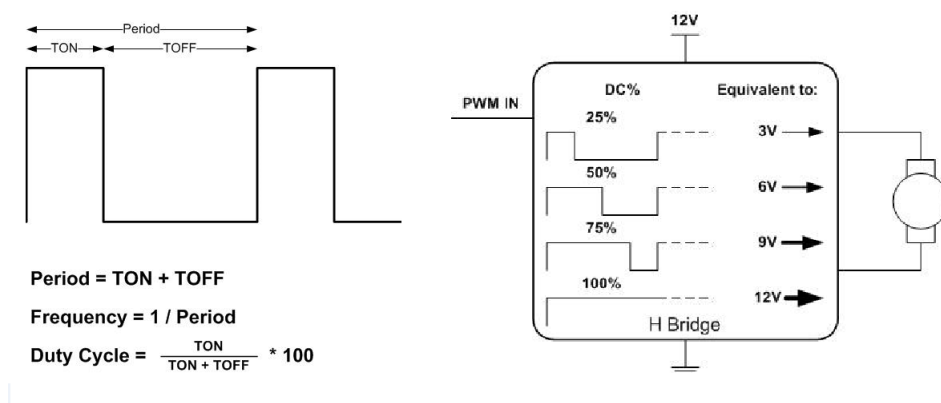 Period
TON
TOFF
Period = TON + TOFF
Frequency = 1 / Period
Duty Cycle = TON / TON + TOFF * 100
12V
PWM IN
DC%
Equivalent to:
25%
3V
50%
6V
75%
9V
100%
12V
H Bridge